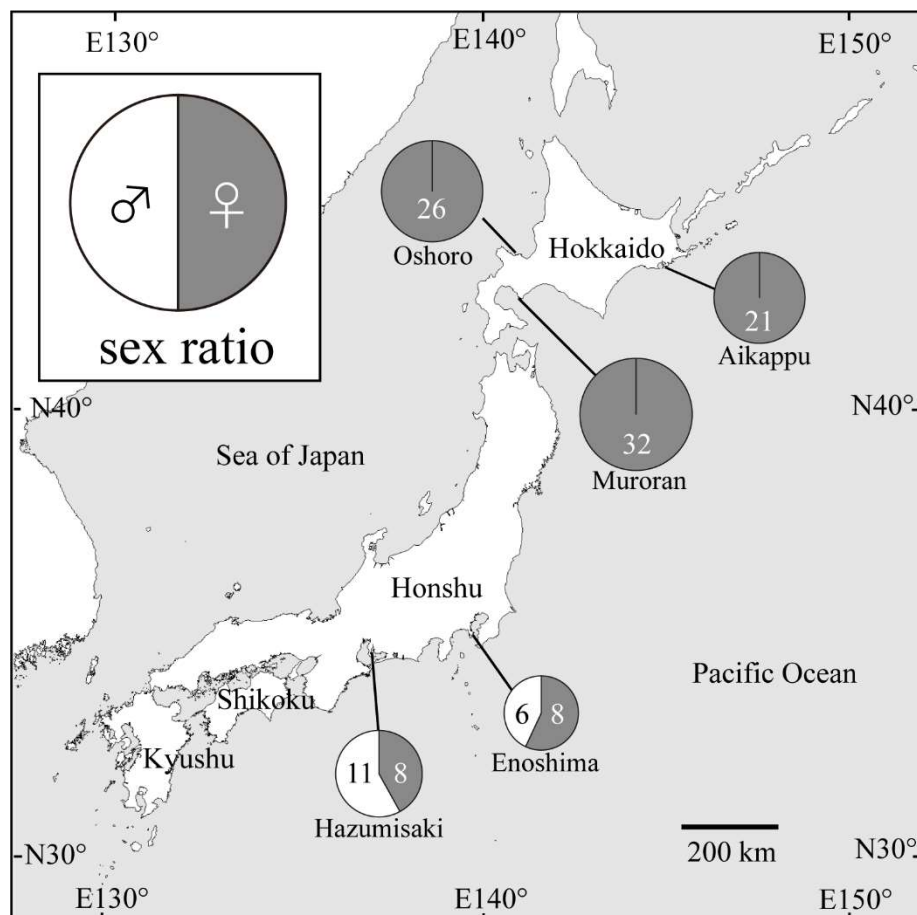 E130°
E140°
E150°
♂ ♀
sex ratio
26
Oshoro
Hokkaido
21
Aikappu
N40°
N40°
32
Muroran
Sea of Japan
Honshu
Pacific Ocean
Shikoku
Kyushu
6 8
Enoshima
11 8
Hazumisaki
200 km
N30°
N30°
E130°
E140°
E150°